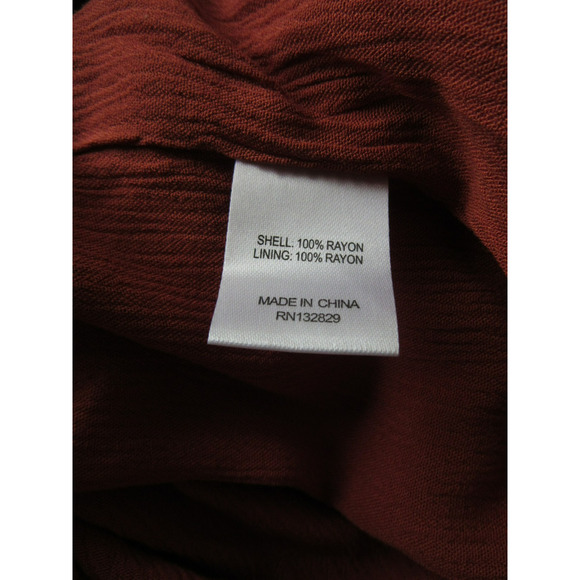 SHELL: 100% RAYON
LINING: 100% RAYON
MADE IN CHINA
RN132829